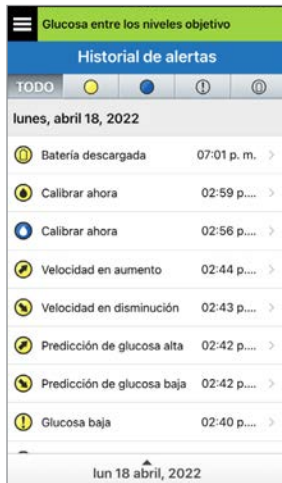 Glucosa entre los niveles objetivo
Historial de alertas
TODO
lunes, abril 18, 2022
Batería descargada 07:01 p. m.
Calibrar ahora 02:59 p....
Calibrar ahora 02:56 p....
Velocidad en aumento 02:44 p....
Velocidad en disminución 02:43 p....
Predicción de glucosa alta 02:42 p....
Predicción de glucosa baja 02:42 p....
Glucosa baja 02:40 p....
lun 18 abril, 2022